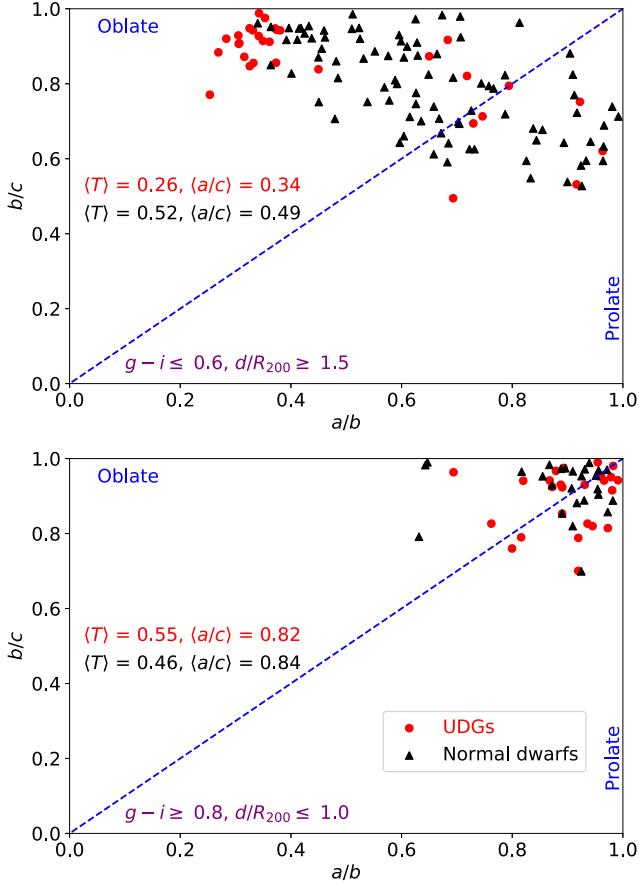 1.0
Oblate
0.8
0.6
b/c
⟨T⟩ = 0.26, ⟨a/c⟩ = 0.34
⟨T⟩ = 0.52, ⟨a/c⟩ = 0.49
0.4
0.2
Prolate
g − i ≤ 0.6, d/R₂₀₀ ≥ 1.5
0.0
0.0 0.2 0.4 0.6 0.8 1.0
a/b
1.0
Oblate
0.8
0.6
b/c
⟨T⟩ = 0.55, ⟨a/c⟩ = 0.82
⟨T⟩ = 0.46, ⟨a/c⟩ = 0.84
0.4
UDGs
Normal dwarfs
0.2
Prolate
g − i ≥ 0.8, d/R₂₀₀ ≤ 1.0
0.0
0.0 0.2 0.4 0.6 0.8 1.0
a/b